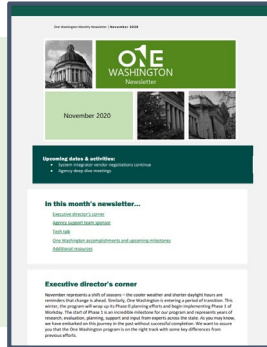 One Washington Monthly Newsletter | November 2020
ONE
WASHINGTON
Newsletter
November 2020
Upcoming dates & activities:
• System integrator vendor negotiations continue
• Agency deep dive meetings
In this month's newsletter...
Executive director's corner
Agency support team sponsor
Tech talk
One Washington accomplishments and upcoming milestones
Additional resources
Executive director's corner
November represents a shift of seasons – the cooler weather and shorter daylight hours are
reminders that change is ahead. Similarly, One Washington is entering a period of transition. This
winter, the program will wrap up its Phase 0 planning efforts and begin implementing Phase 1 of
Workday. The start of Phase 1 is an incredible milestone for our program and represents years of
research, evaluation, planning, support and input from experts across the state. As you may know,
we have embarked on this journey in the past without successful completion. We want to assure
you that the One Washington program is on the right track with some key differences from
previous efforts.